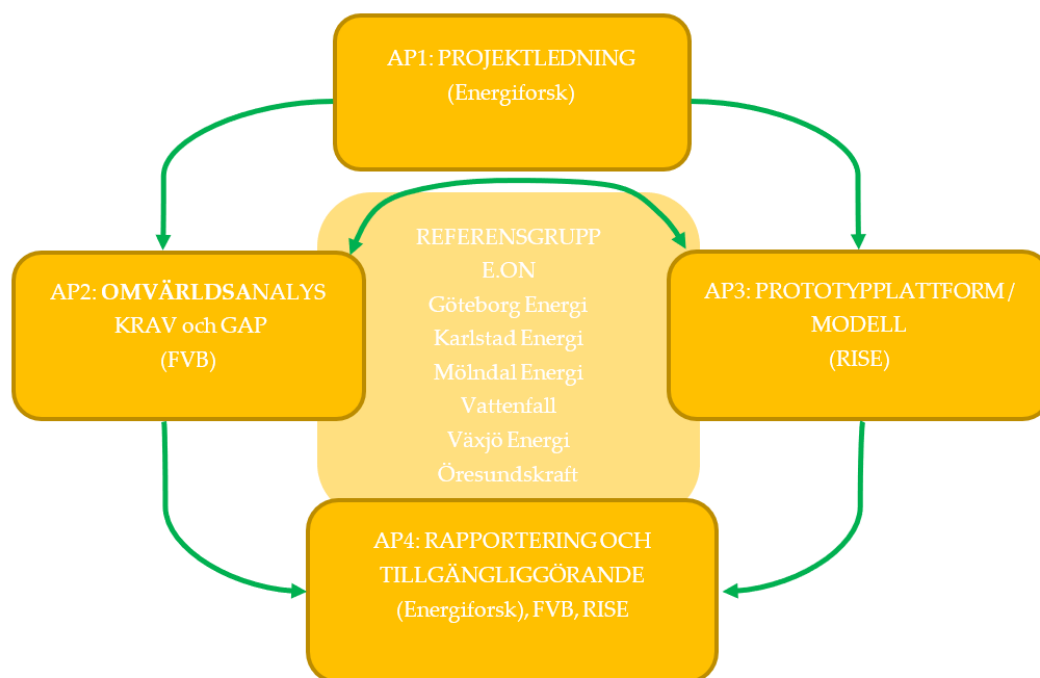 AP1: PROJEKTLEDNING
(Energiforsk)
REFERENSGRUPP
E.ON
Göteborg Energi
Karlstad Energi
Mölndal Energi
Vattenfall
Växjö Energi
Öresundskraft
AP2: OMVÄRLDSANALYS
KRAV och GAP
(FVB)
AP3: PROTOTYPPLATTFORM /
MODELL
(RISE)
AP4: RAPPORTERING OCH
TILLGÄNGLIGGÖRANDE
(Energiforsk), FVB, RISE